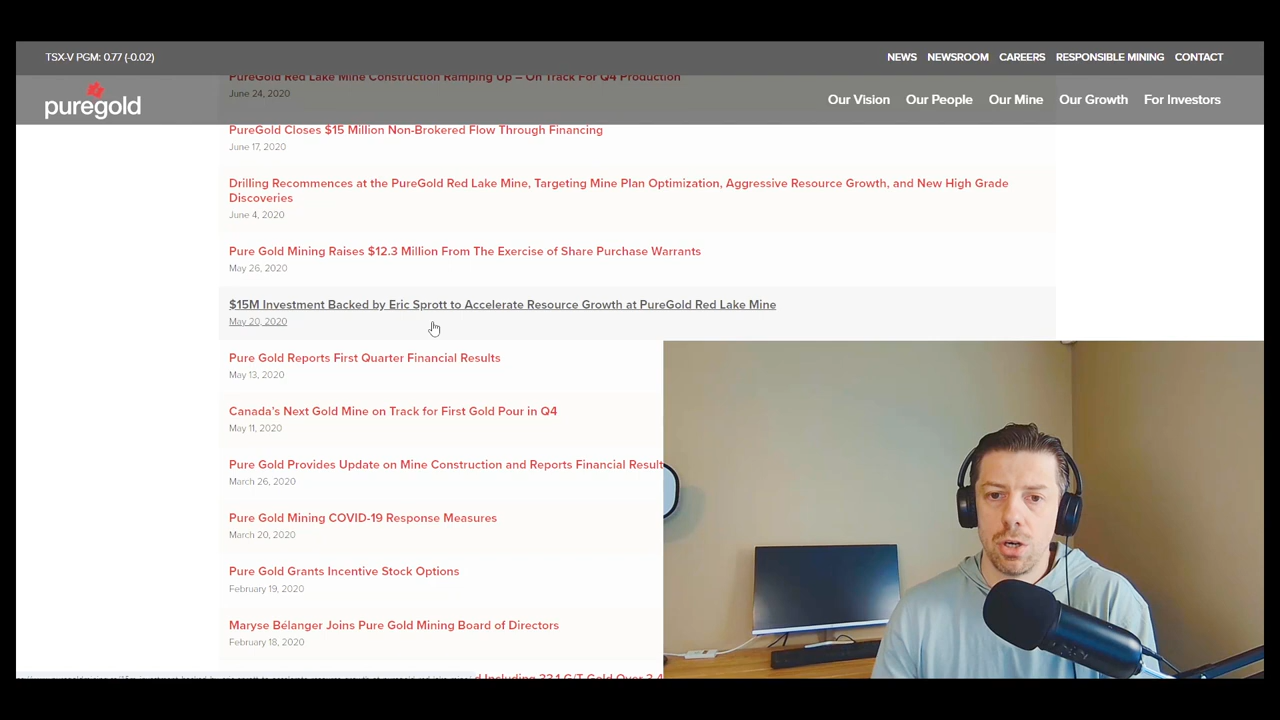 TSX-V PGM: 0.77 (-0.02)
NEWS NEWSROOM CAREERS RESPONSIBLE MINING CONTACT
puregold
Our Vision Our People Our Mine Our Growth For Investors
PureGold Red Lake Mine Construction Ramping Up – On Track For Q4 Production
June 24, 2020
PureGold Closes $15 Million Non-Brokered Flow Through Financing
June 17, 2020
Drilling Recommences at the PureGold Red Lake Mine, Targeting Mine Plan Optimization, Aggressive Resource Growth, and New High Grade
Discoveries
June 4, 2020
Pure Gold Mining Raises $12.3 Million From The Exercise of Share Purchase Warrants
May 26, 2020
$15M Investment Backed by Eric Sprott to Accelerate Resource Growth at PureGold Red Lake Mine
May 20, 2020
Pure Gold Reports First Quarter Financial Results
May 13, 2020
Canada's Next Gold Mine on Track for First Gold Pour in Q4
May 11, 2020
Pure Gold Provides Update on Mine Construction and Reports Financial Result
March 26, 2020
Pure Gold Mining COVID-19 Response Measures
March 20, 2020
Pure Gold Grants Incentive Stock Options
February 19, 2020
Maryse Bélanger Joins Pure Gold Mining Board of Directors
February 18, 2020